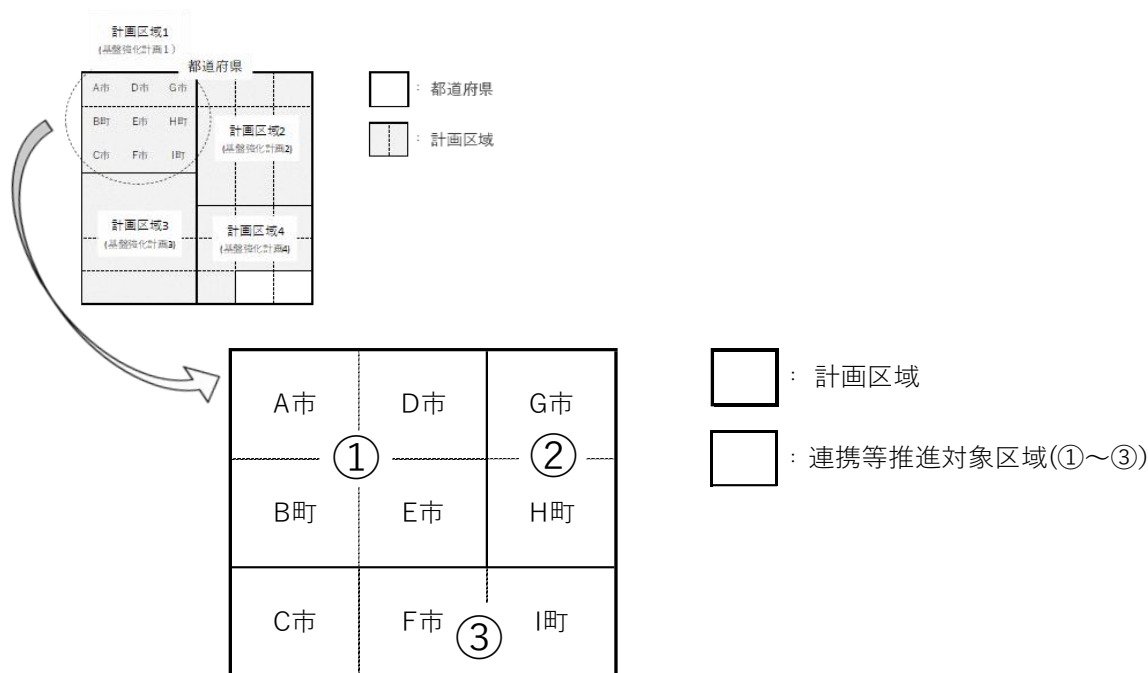 計画区域1
(基盤強化計画1)
都道府県
A市 D市 G市
B町 E市 H町
C市 F市 I町
計画区域2
(基盤強化計画2)
計画区域3
(基盤強化計画3)
計画区域4
(基盤強化計画4)
: 都道府県
: 計画区域
A市 D市 G市
① ②
B町 E市 H町
C市 F市 ③ I町
: 計画区域
: 連携等推進対象区域(①~③)